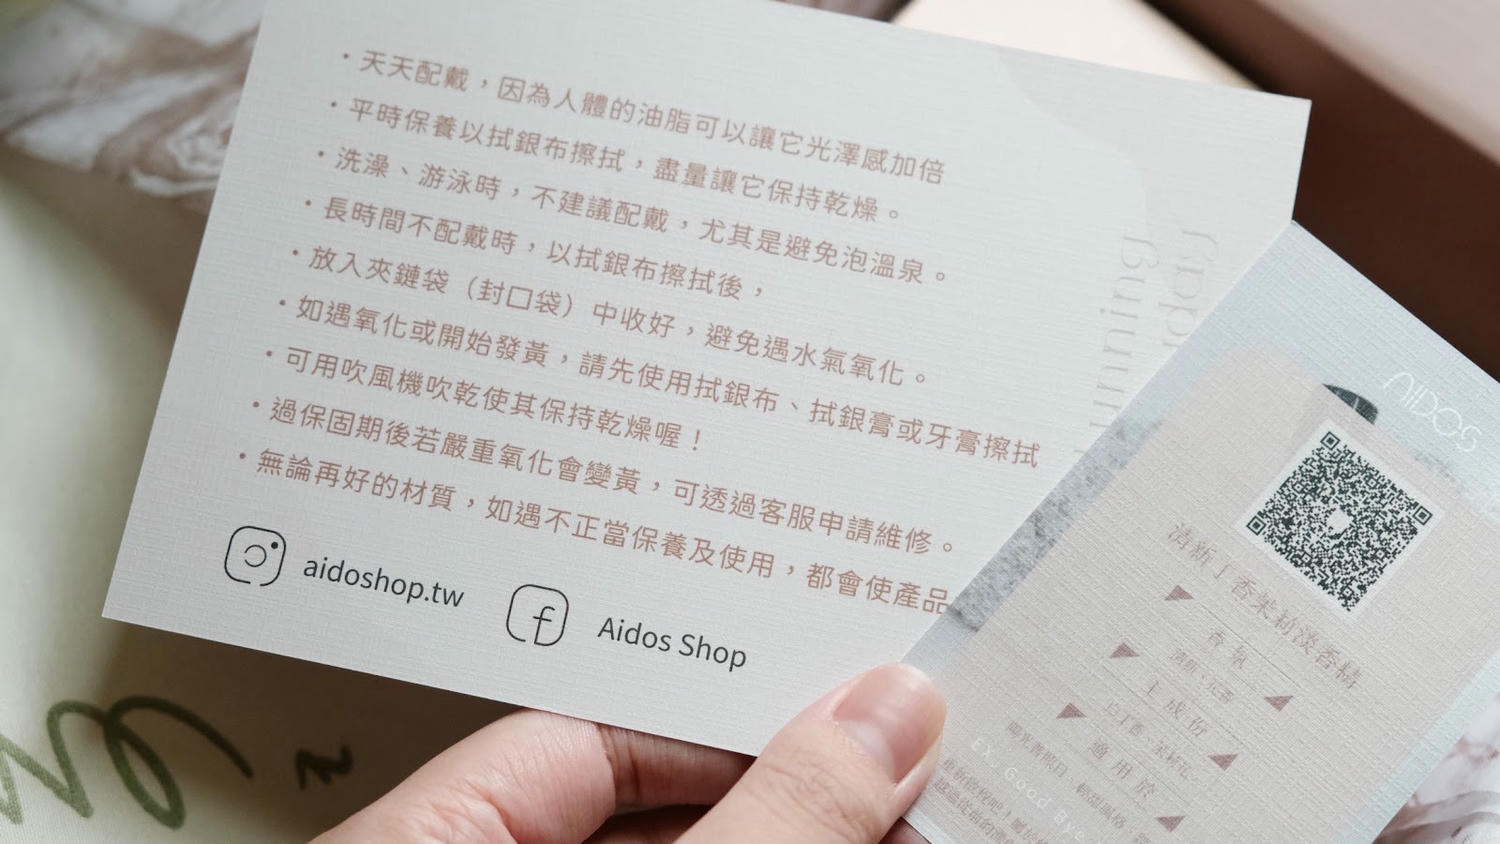 ・天天配戴，因為人體的油脂可以讓它光澤感加倍
・平時保養以拭銀布擦拭，盡量讓它保持乾燥。
・洗澡、游泳時，不建議配戴，尤其是避免泡溫泉。
・長時間不配戴時，以拭銀布擦拭後，
・放入夾鏈袋（封口袋）中收好，避免遇水氣氧化。
・如遇氧化或開始發黃，請先使用拭銀布、拭銀膏或牙膏擦拭
・可用吹風機吹乾使其保持乾燥喔！
・過保固期後若嚴重氧化會變黃，可透過客服申請維修。
・無論再好的材質，如遇不正當保養及使用，都會使產品
aidoshop.tw
Aidos Shop
AIDOS
清新丁香茉莉淡香精
香氛
主成份
適用於
EX. Good Bye